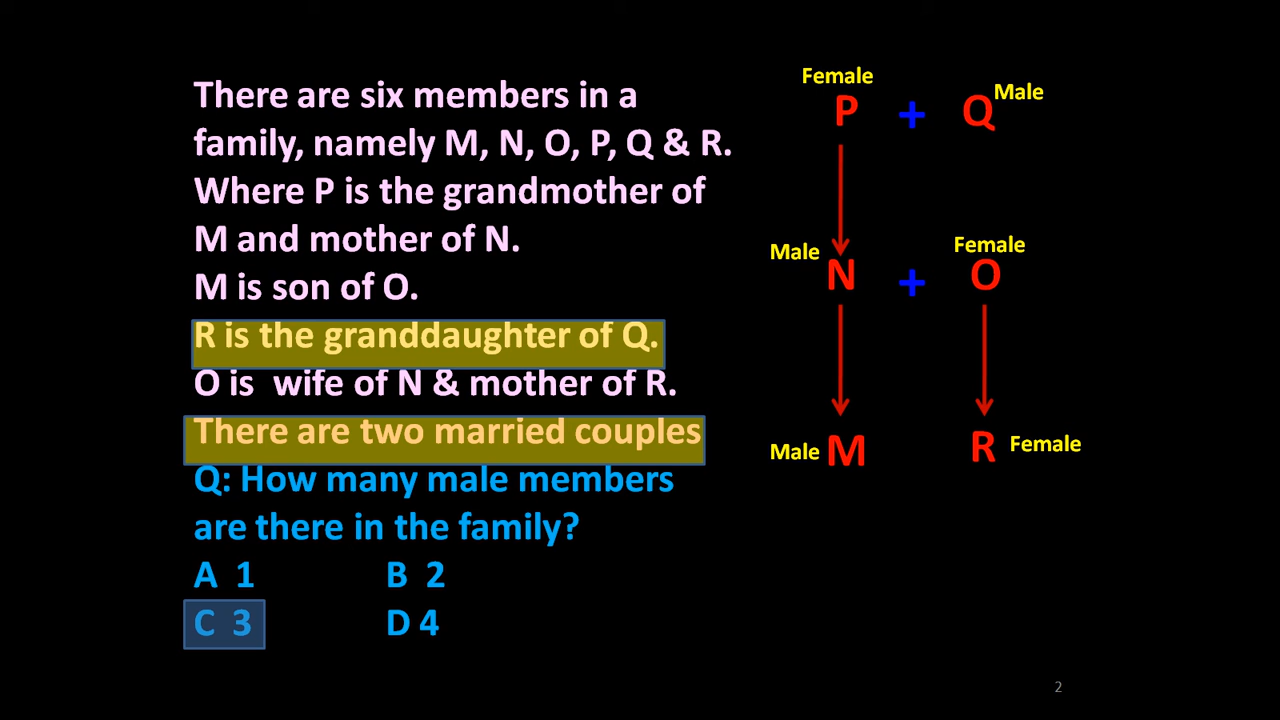 There are six members in a
family, namely M, N, O, P, Q & R.
Where P is the grandmother of
M and mother of N.
M is son of O.
R is the granddaughter of Q.
O is  wife of N & mother of R.
There are two married couples
Q: How many male members
are there in the family?
A 1 B 2
C 3 D 4
Female
P + Q Male
Male N + O Female
Male M R Female
2